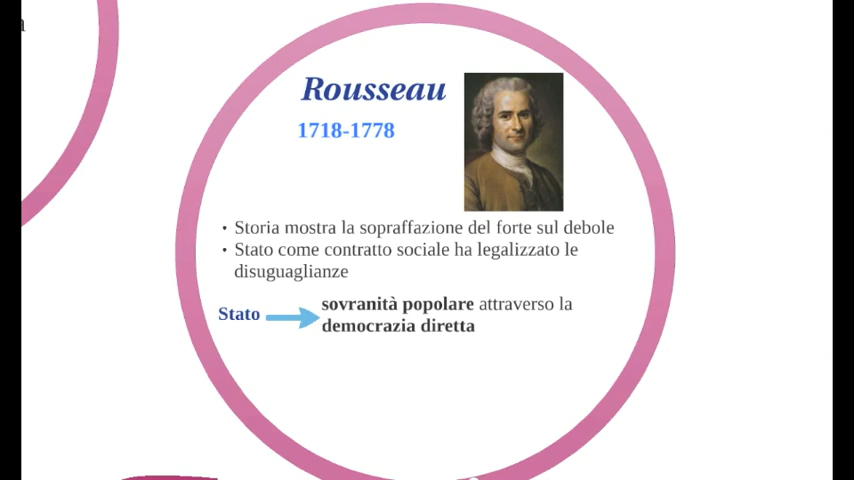 Rousseau
1718-1778
• Storia mostra la sopraffazione del forte sul debole
• Stato come contratto sociale ha legalizzato le
disuguaglianze
Stato
sovranità popolare attraverso la
democrazia diretta